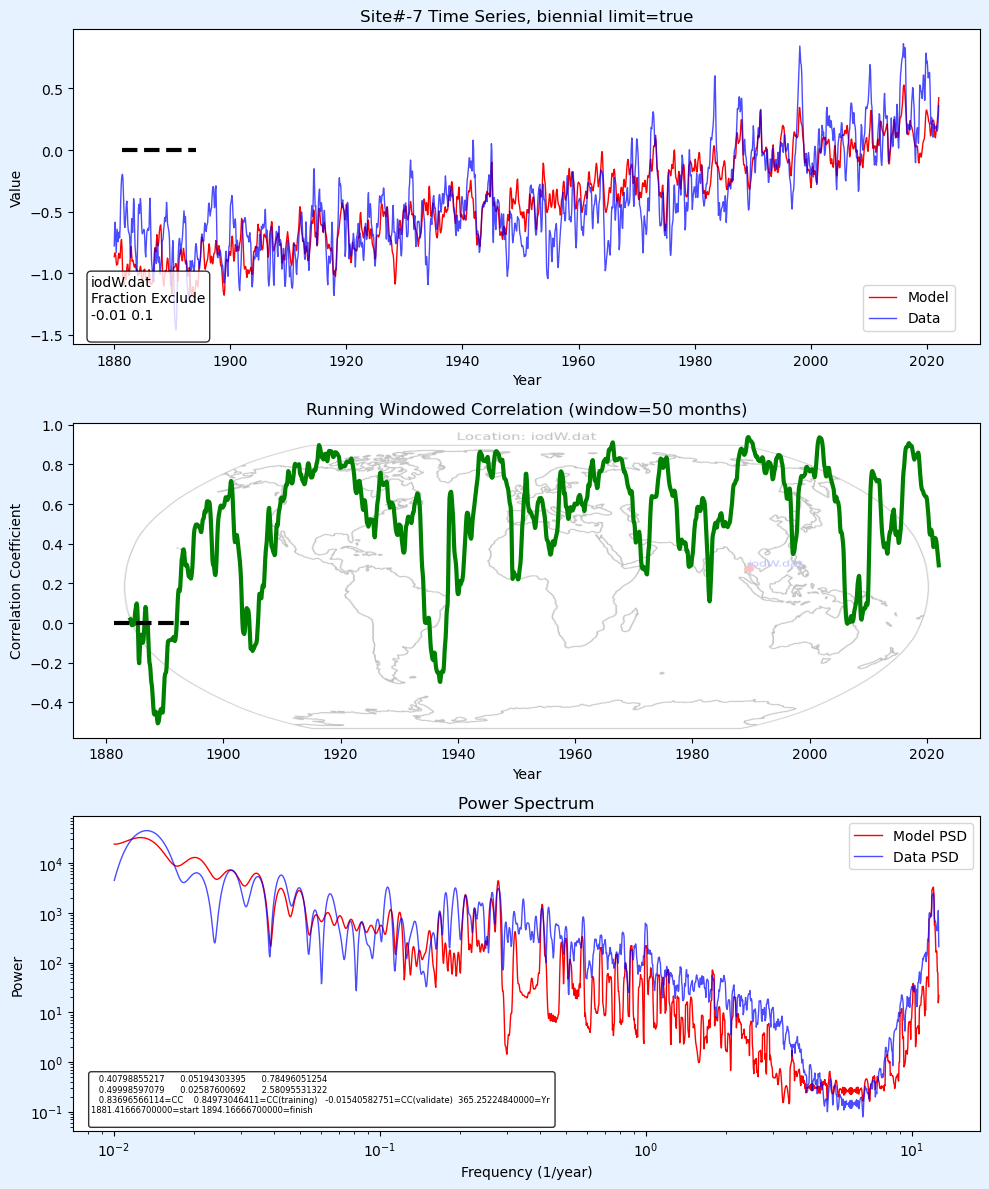 Site#-7 Time Series, biennial limit=true
Value
0.5
0.0
−0.5
−1.0
−1.5
iodW.dat
Fraction Exclude
-0.01 0.1
Model
Data
1880 1900 1920 1940 1960 1980 2000 2020
Year
Running Windowed Correlation (window=50 months)
Location: iodW.dat
Correlation Coefficient
1.0
0.8
0.6
0.4
0.2
0.0
−0.2
−0.4
iodW.dat
1880 1900 1920 1940 1960 1980 2000 2020
Year
Power Spectrum
Model PSD
Data PSD
Power
10⁴
10³
10²
10¹
10⁰
10⁻¹
0.40798855217 0.05194303395 0.78496051254
0.49998597079 0.02587600692 2.58095531322
0.83696566114=CC 0.84973046411=CC(training) -0.01540582751=CC(validate) 365.25224840000=Yr
1881.41666700000=start 1894.16666700000=finish
10⁻² 10⁻¹ 10⁰ 10¹
Frequency (1/year)